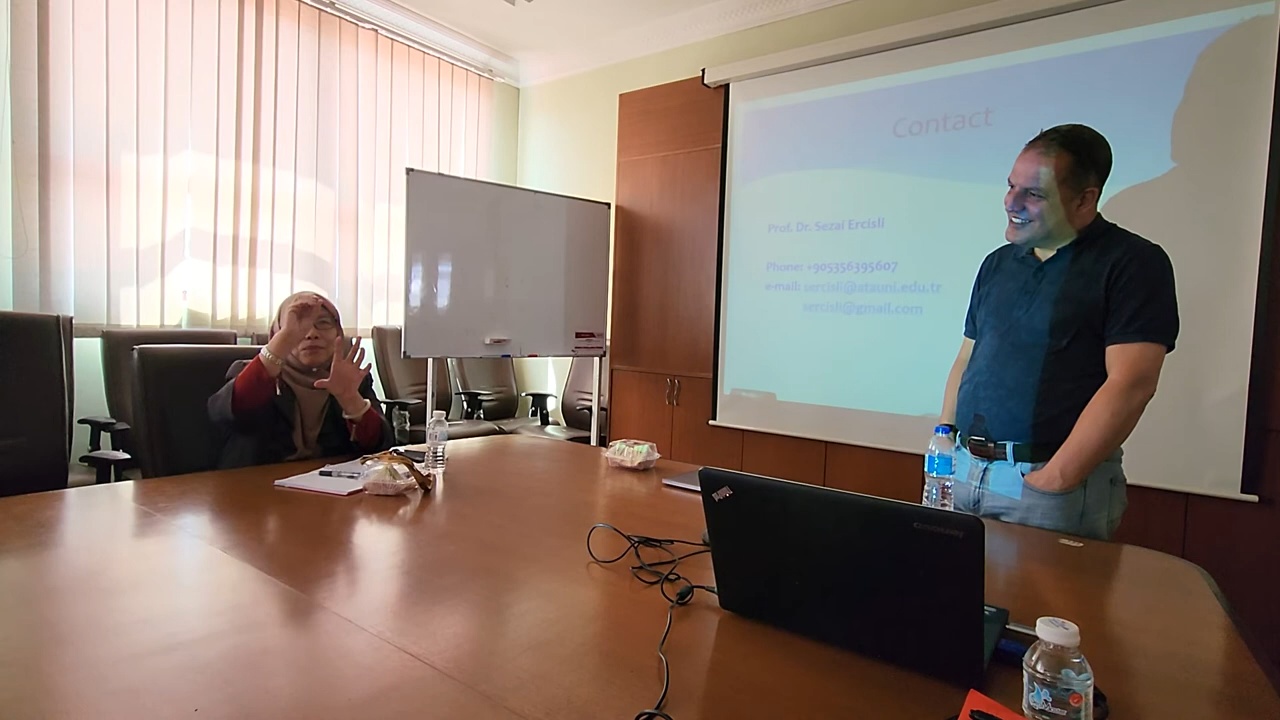 Contact
Prof. Dr. Sezai Ercisli
Phone: +905356395607
e-mail: sercisli@atauni.edu.tr
sercisli@gmail.com
lenovo